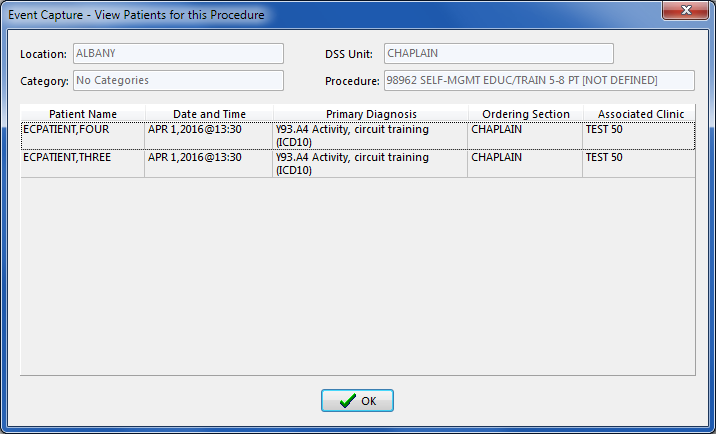 Event Capture - View Patients for this Procedure
Location: ALBANY DSS Unit: CHAPLAIN
Category: No Categories Procedure: 98962 SELF-MGMT EDUC/TRAIN 5-8 PT [NOT DEFINED]
Patient Name Date and Time Primary Diagnosis Ordering Section Associated Clinic
ECPATIENT,FOUR APR 1,2016@13:30 Y93.A4 Activity, circuit training CHAPLAIN TEST 50
(ICD10)
ECPATIENT,THREE APR 1,2016@13:30 Y93.A4 Activity, circuit training CHAPLAIN TEST 50
(ICD10)
OK